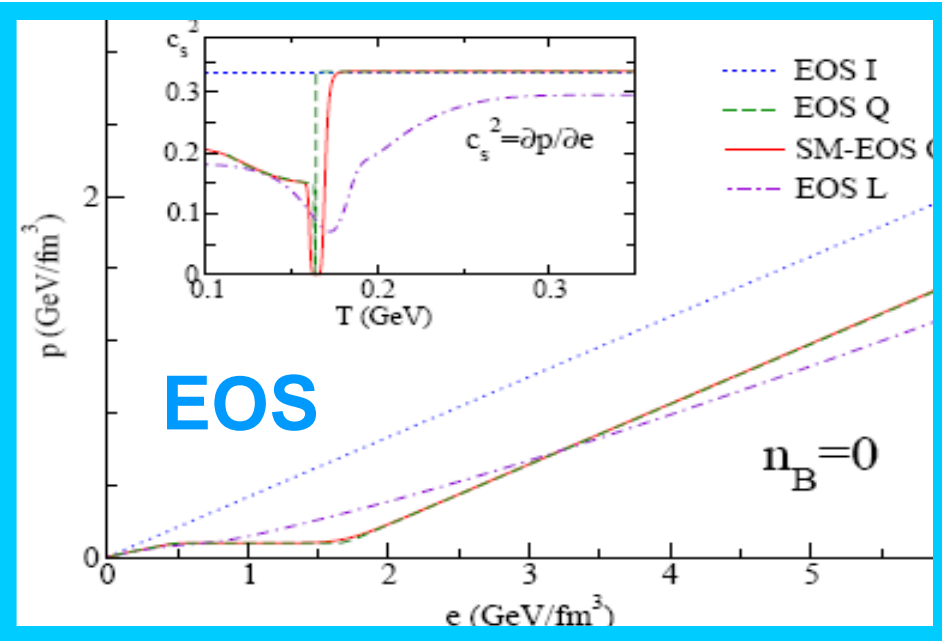 c_s^2
0.3
0.2
0.1
0
0.1 0.2 0.3
T (GeV)
c_s^2=∂p/∂e
EOS I
EOS Q
SM-EOS
EOS L
2
0
p (GeV/fm^3)
EOS
n_B=0
0 1 2 3 4 5
e (GeV/fm^3)